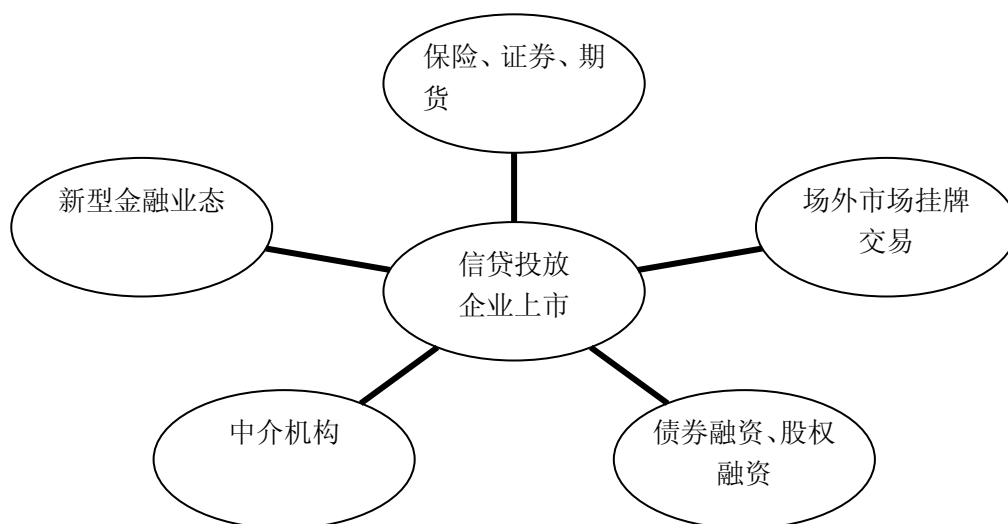 保险、证券、期
货
新型金融业态
场外市场挂牌
交易
信贷投放
企业上市
中介机构
债券融资、股权
融资